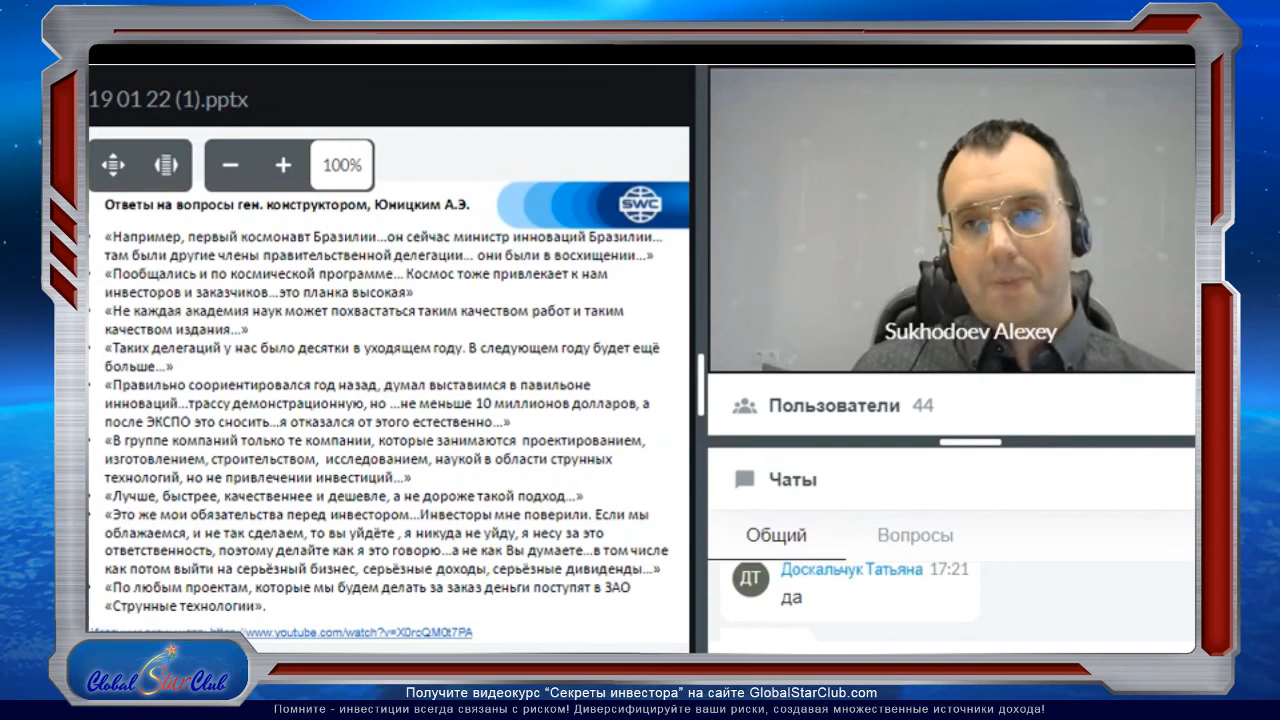 19 01 22 (1).pptx
100%
Ответы на вопросы ген. конструктором, Юницким А.Э.
SWC
«Например, первый космонавт Бразилии…он сейчас министр инноваций Бразилии…
там были другие члены правительственной делегации… они были в восхищении…»
«Пообщались и по космической программе… Космос тоже привлекает к нам
инвесторов и заказчиков…это планка высокая»
«Не каждая академия наук может похвастаться таким качеством работ и таким
качеством издания…»
«Таких делегаций у нас было десятки в уходящем году. В следующем году будет ещё
больше…»
«Правильно соориентировался год назад, думал выставимся в павильоне
инноваций…трассу демонстрационную, но …не меньше 10 миллионов долларов, а
после ЭКСПО это сносить…я отказался от этого естественно…»
«В группе компаний только те компании, которые занимаются проектированием,
изготовлением, строительством, исследованием, наукой в области струнных
технологий, но не привлечении инвестиций…»
«Лучше, быстрее, качественнее и дешевле, а не дороже такой подход…»
«Это же мои обязательства перед инвестором…Инвесторы мне поверили. Если мы
облажаемся, и не так сделаем, то вы уйдёте , я никуда не уйду, я несу за это
ответственность, поэтому делайте как я это говорю…а не как Вы думаете…в том числе
как потом выйти на серьёзный бизнес, серьёзные доходы, серьёзные дивиденды…»
«По любым проектам, которые мы будем делать за заказ деньги поступят в ЗАО
«Струнные технологии».
https://www.youtube.com/watch?v=X0rcQM0t7PA
Sukhodoev Alexey
Пользователи 44
Чаты
Общий Вопросы
ДТ Доскальчук Татьяна 17:21
да
Global Star Club
Получите видеокурс "Секреты инвестора" на сайте GlobalStarClub.com
Помните - инвестиции всегда связаны с риском! Диверсифицируйте ваши риски, создавая множественные источники дохода!